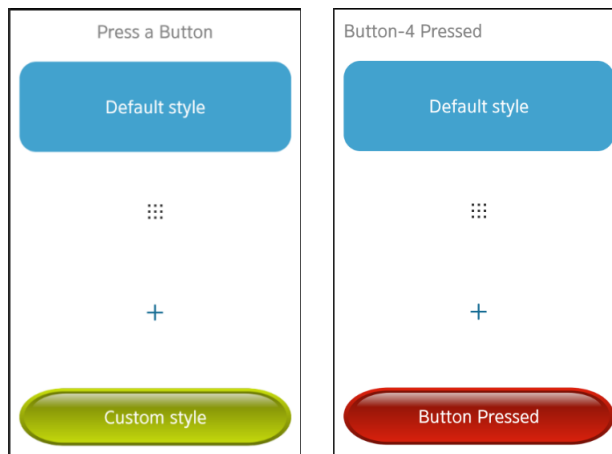 Press a Button
Default style
+
Custom style
Button-4 Pressed
Default style
+
Button Pressed